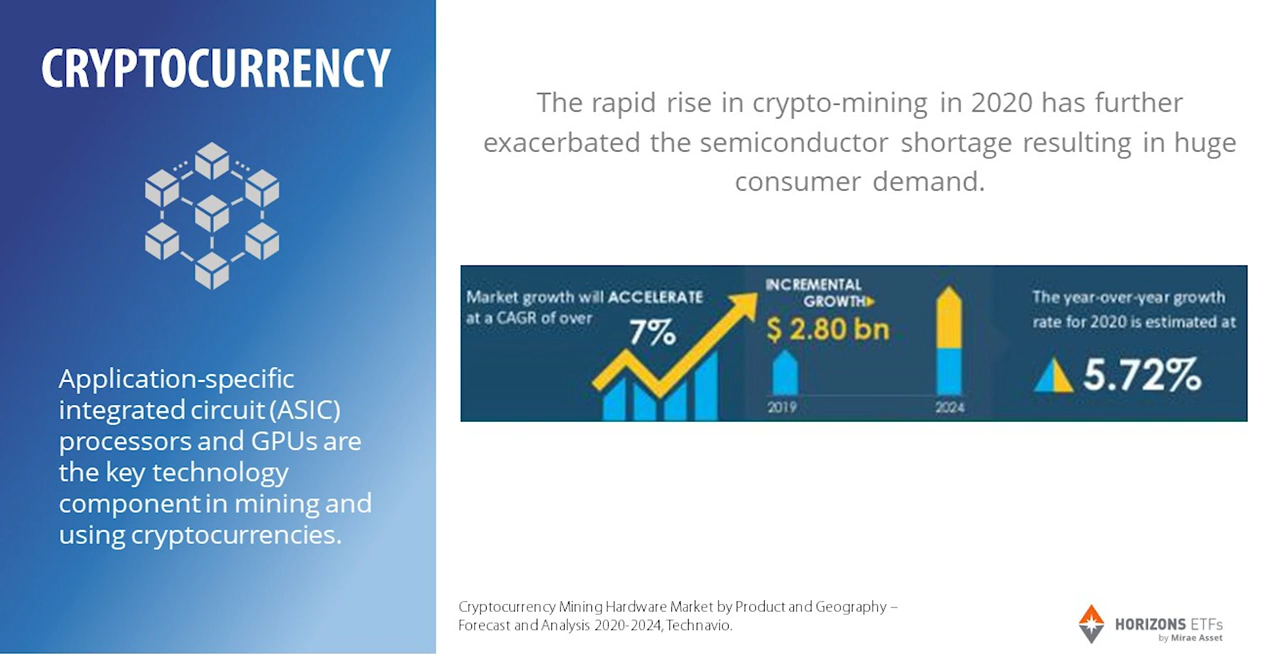 CRYPTOCURRENCY
Application-specific
integrated circuit (ASIC)
processors and GPUs are
the key technology
component in mining and
using cryptocurrencies.
The rapid rise in crypto-mining in 2020 has further
exacerbated the semiconductor shortage resulting in huge
consumer demand.
Market growth will ACCELERATE
at a CAGR of over
7%
INCREMENTAL
GROWTH
$ 2.80 bn
2019
2024
The year-over-year growth
rate for 2020 is estimated at
5.72%
Cryptocurrency Mining Hardware Market by Product and Geography –
Forecast and Analysis 2020-2024, Technavio.
HORIZONS ETFs
by Mirae Asset